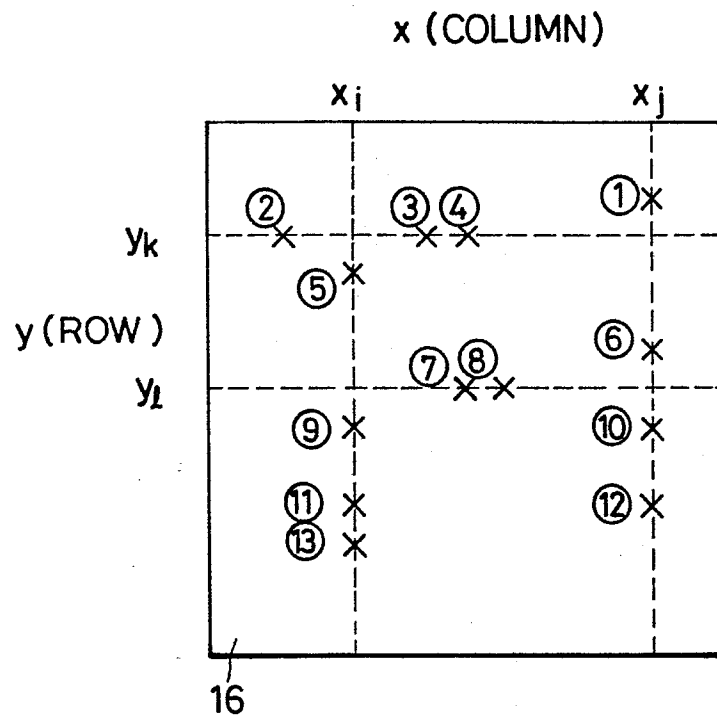 x (COLUMN)
xi xj
①
② ③ ④
yk
⑤
y (ROW)
⑥
⑦ ⑧
yℓ
⑨ ⑩
⑪ ⑫
⑬
16